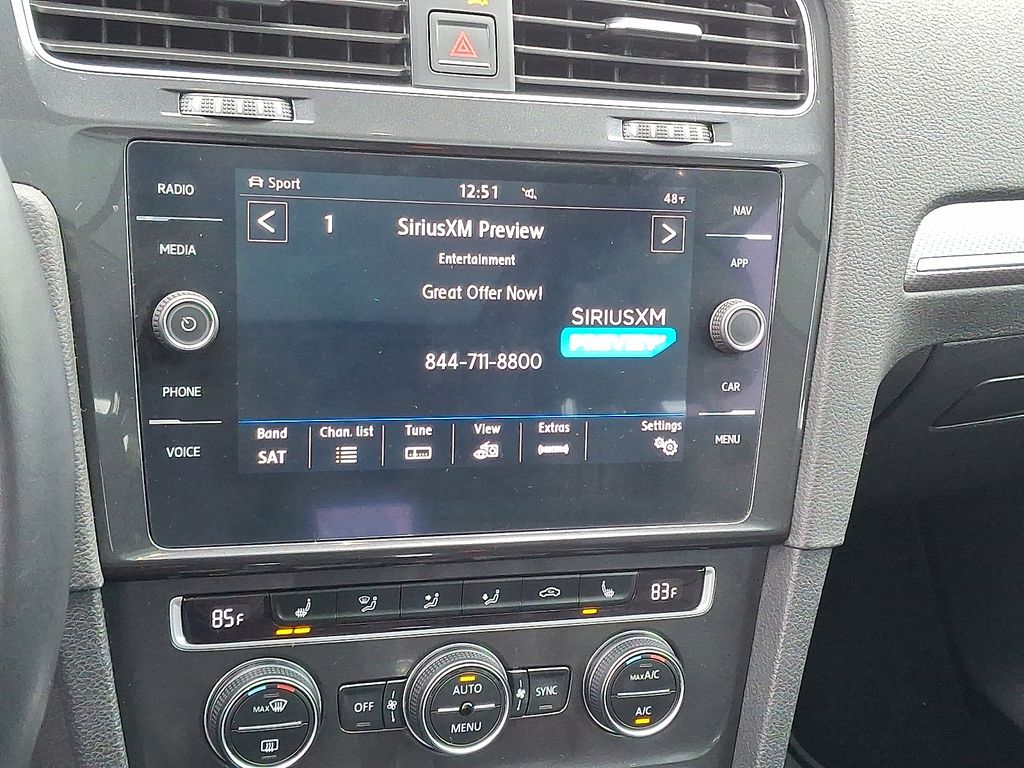 RADIO
MEDIA
PHONE
VOICE
Sport
12:51
48°F
1
SiriusXM Preview
Entertainment
Great Offer Now!
SIRIUSXM
PREVIEW
844-711-8800
Band
SAT
Chan. list
Tune
View
Extras
Settings
NAV
APP
CAR
MENU
85F
83F
MAX
OFF
AUTO
MENU
SYNC
MAX A/C
A/C